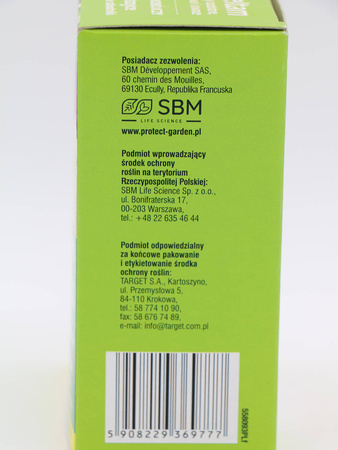 Posiadacz zezwolenia:
SBM Développement SAS,
60 chemin des Mouilles,
69130 Ecully, Republika Francuska
SBM
LIFE SCIENCE
www.protect-garden.pl
Podmiot wprowadzający
środek ochrony
roślin na terytorium
Rzeczypospolitej Polskiej:
SBM Life Science Sp. z o.o.,
ul. Bonifraterska 17,
00-203 Warszawa,
tel.: +48 22 635 46 44
Podmiot odpowiedzialny
za końcowe pakowanie
i etykietowanie środka
ochrony roślin:
TARGET S.A., Kartoszyno,
ul. Przemysłowa 5,
84-110 Krokowa,
tel.: 58 774 10 90,
fax: 58 676 74 89,
e-mail: info@target.com.pl
5 908229 369777